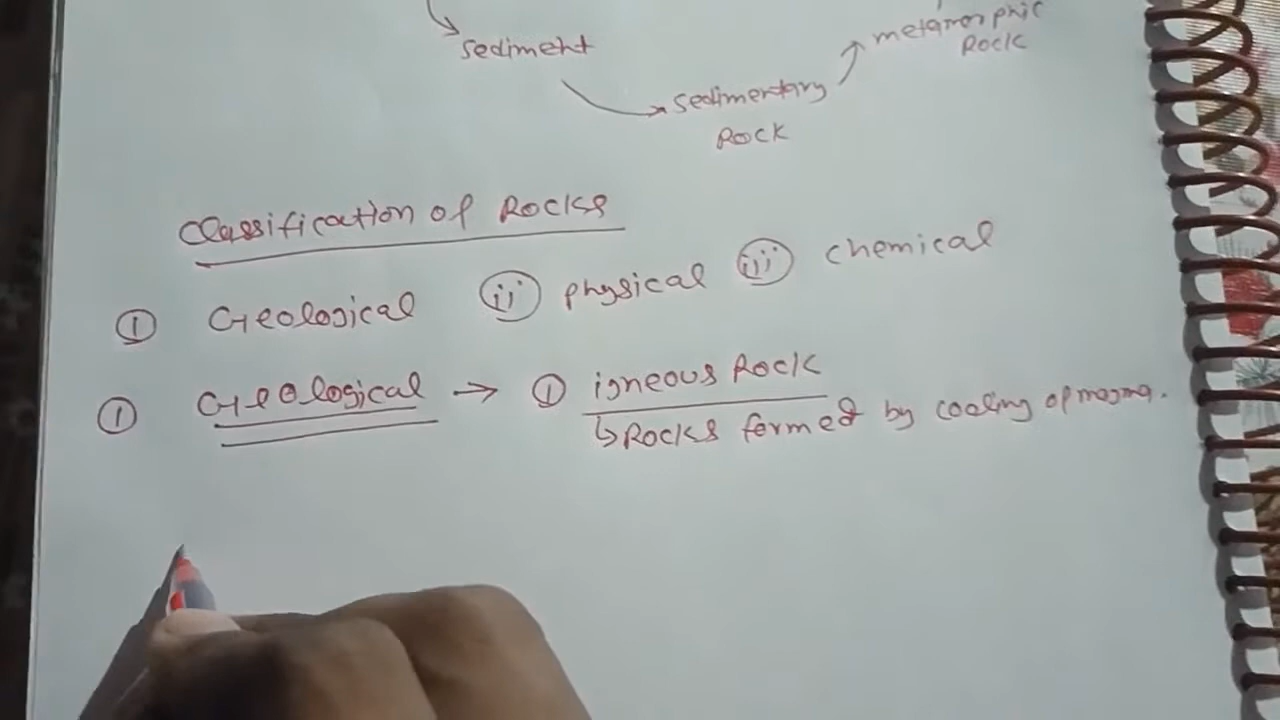 sediment
metamorphic
Rock
sedimentary
Rock
Classification of Rocks
① Geological ii physical iii chemical
① Geological → ① igneous Rock
↳ Rocks formed by cooling of magma.